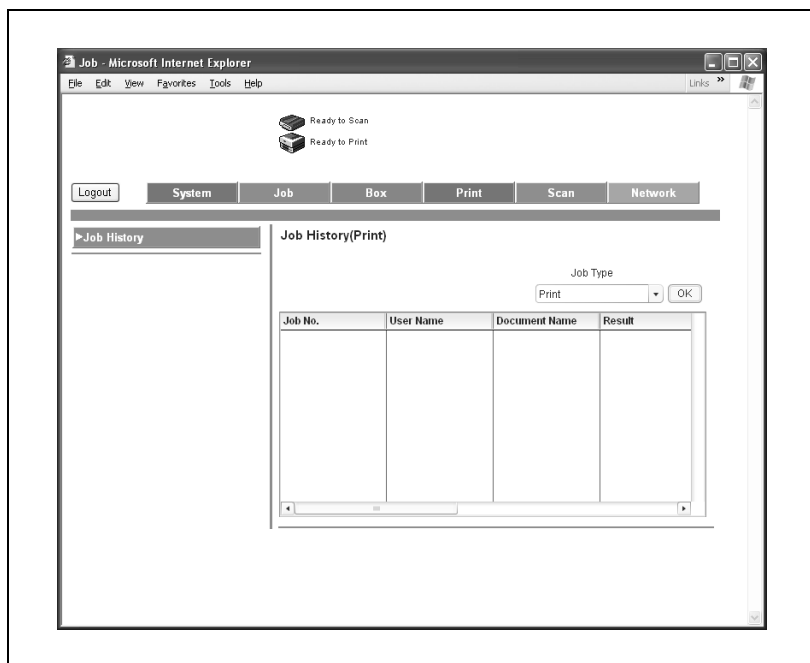 Job - Microsoft Internet Explorer
File Edit View Favorites Tools Help Links »
Ready to Scan
Ready to Print
Logout System Job Box Print Scan Network
►Job History
Job History(Print)
Job Type
Print OK
Job No. User Name Document Name Result